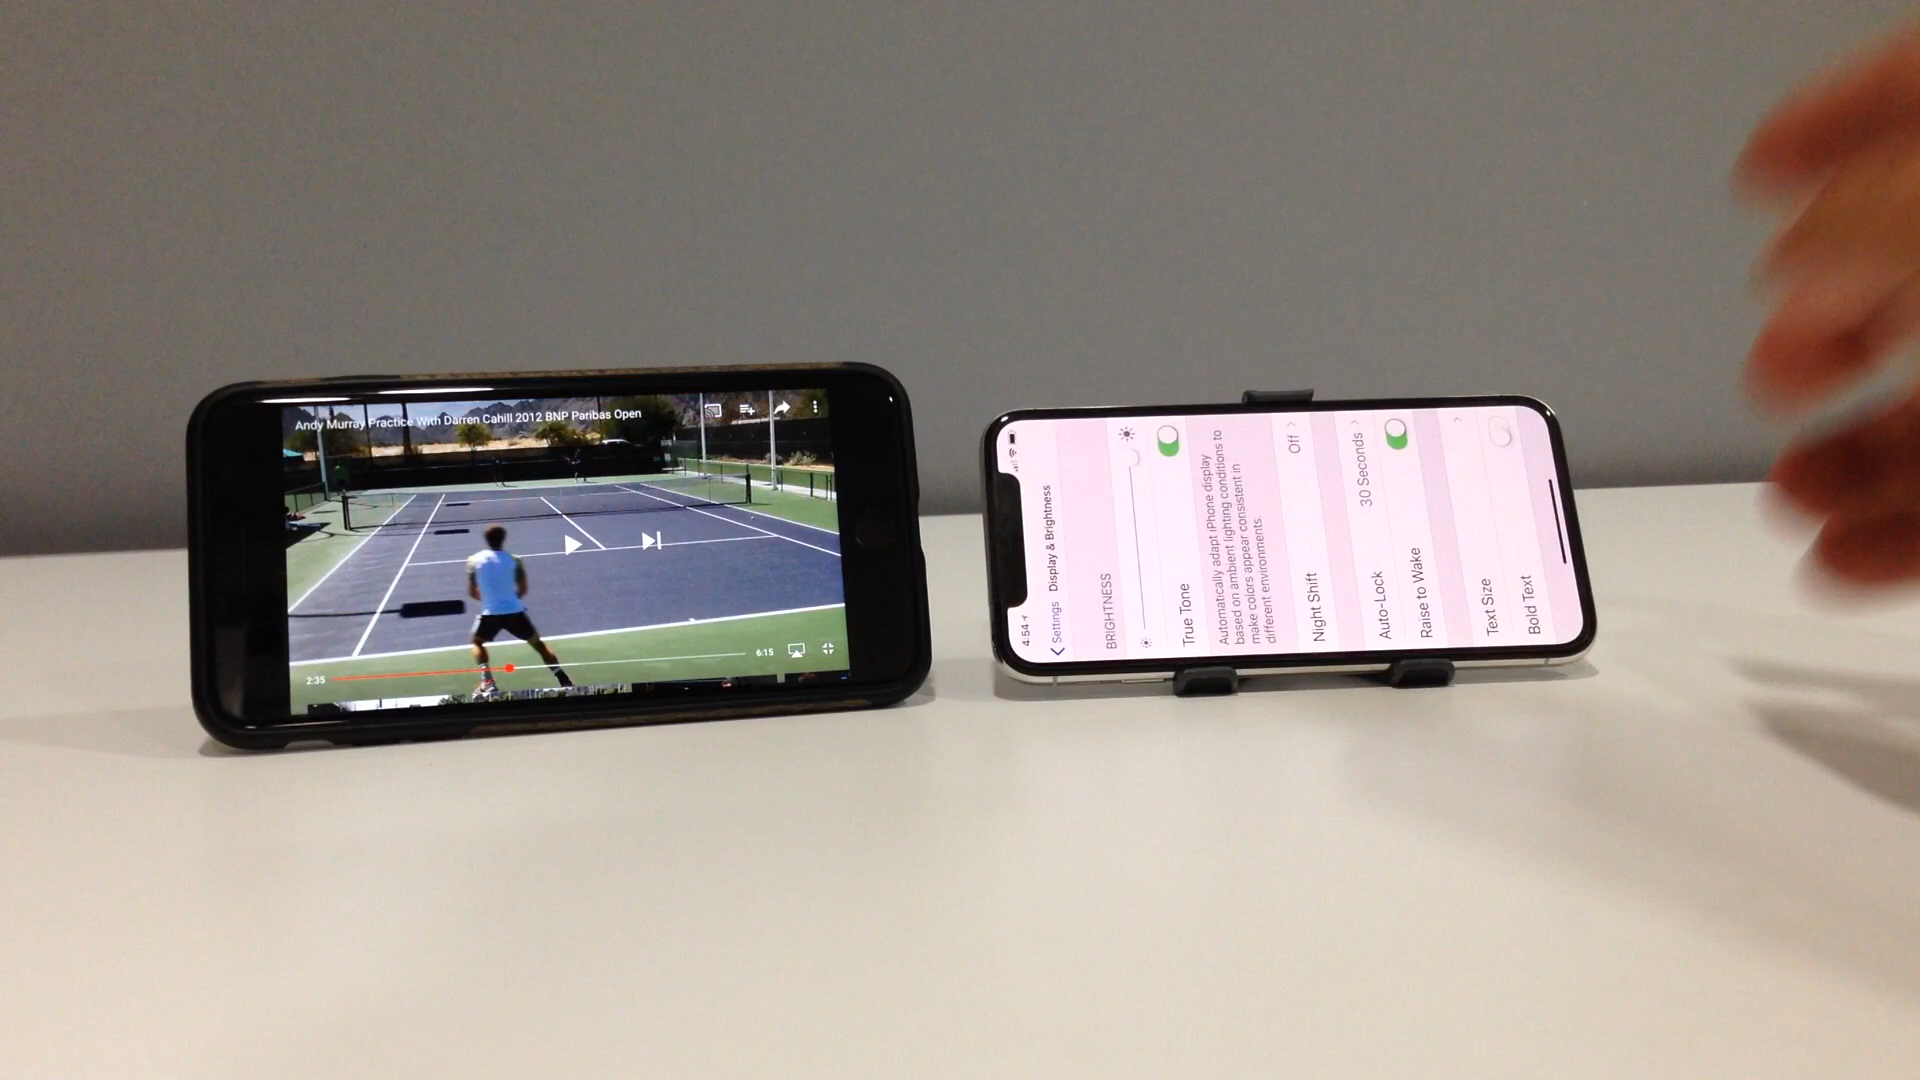 Andy Murray Practice With Darren Cahill 2012 BNP Paribas Open
2:35
6:15
4:54
Settings
Display & Brightness
BRIGHTNESS
True Tone
Automatically adapt iPhone display
based on ambient lighting conditions to
make colors appear consistent in
different environments.
Night Shift
Off
Auto-Lock
30 Seconds
Raise to Wake
Text Size
Bold Text